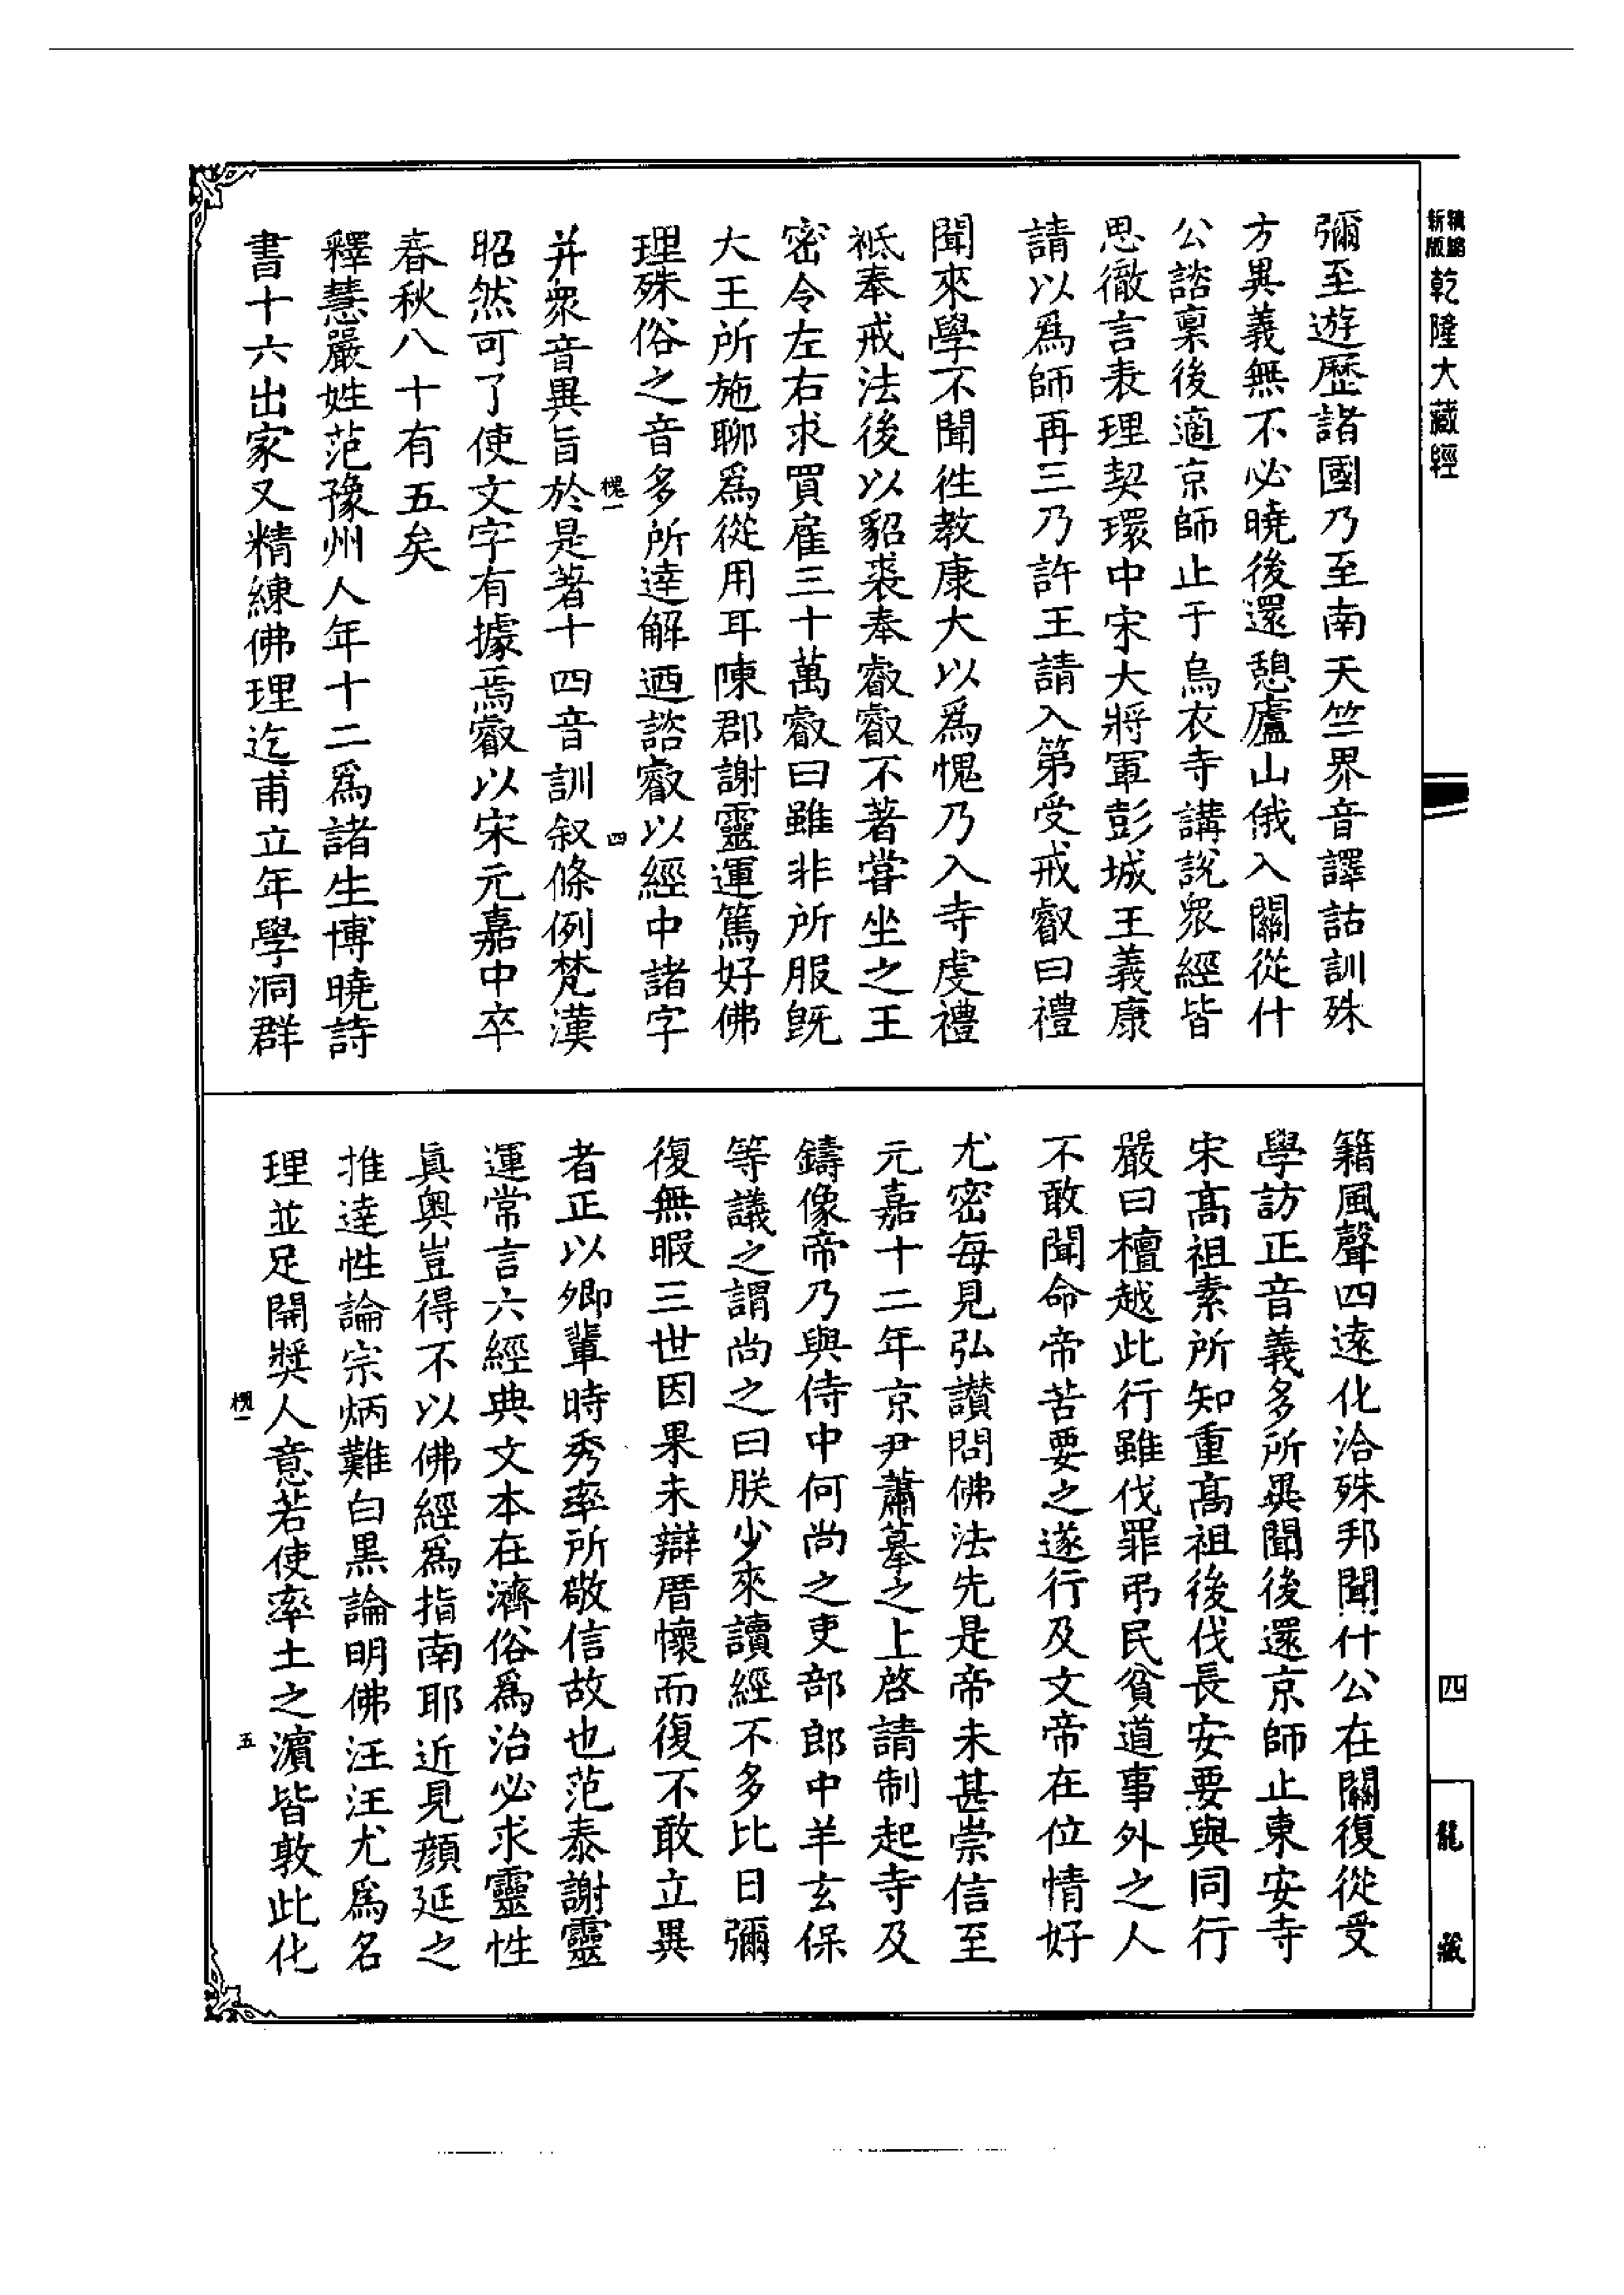 精縮新版乾隆大藏經
彌至遊歷諸國乃至南天竺界音譯詁訓殊
方異義無不必曉後還憩廬山俄入關從什
公諮禀後適京師止于烏衣寺講說衆經皆
思徹言表理契環中宋大將軍彭城王義康
請以爲師再三乃許王請入第受戒叡曰禮
聞來學不聞徃教康大以爲愧乃入寺虔禮
祇奉戒法後以貂裘奉叡叡不著甞坐之王
密令左右求買雇三十萬叡曰雖非所服旣
大王所施聊爲從用耳陳郡謝靈運篤好佛
理殊俗之音多所達解迺諮叡以經中諸字
并衆音異旨於是著十四音訓叙條例梵漢
昭然可了使文字有據焉叡以宋元嘉中卒
春秋八十有五矣
釋慧嚴姓范豫州人年十二爲諸生博曉詩
書十六出家又精練佛理迄甫立年學洞群
槐一
四
籍風聲四遠化洽殊邦聞什公在關復從受
學訪正音義多所異聞後還京師止東安寺
宋高祖素所知重高祖後伐長安要與同行
嚴曰檀越此行雖伐罪弔民貧道事外之人
不敢聞命帝苦要之遂行及文帝在位情好
尤密每見弘讃問佛法先是帝未甚崇信至
元嘉十二年京尹蕭摹之上啓請制起寺及
鑄像帝乃與侍中何尚之吏部郎中羊玄保
等議之謂尚之曰朕少來讀經不多比日彌
復無暇三世因果未辯厝懷而復不敢立異
者正以卿輩時秀率所敬信故也范泰謝靈
運常言六經典文本在濟俗爲治必求靈性
眞奥豈得不以佛經爲指南耶近見顔延之
推達性論宗炳難白黒論明佛汪汪尤爲名
理並足開奬人意若使率土之濵皆敦此化
槐一
五
四
龍藏